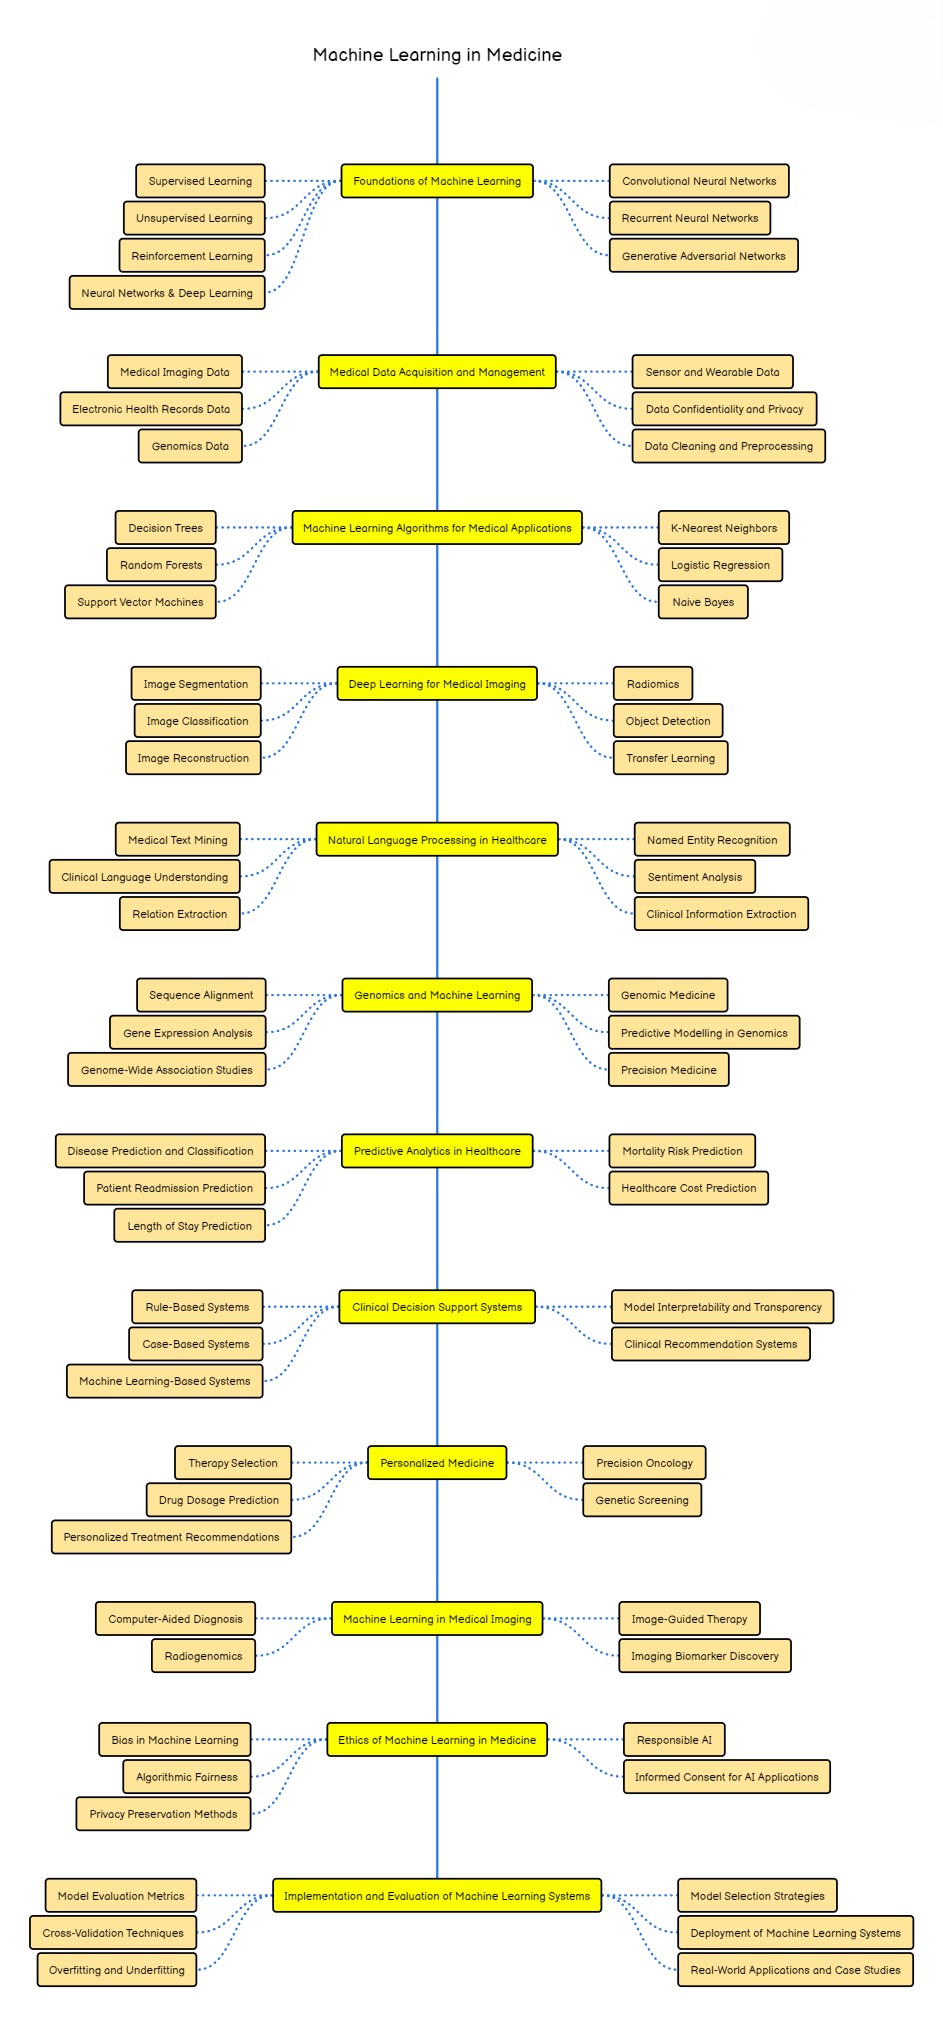 Machine Learning in Medicine
Foundations of Machine Learning
Supervised Learning
Unsupervised Learning
Reinforcement Learning
Neural Networks & Deep Learning
Convolutional Neural Networks
Recurrent Neural Networks
Generative Adversarial Networks
Medical Data Acquisition and Management
Medical Imaging Data
Electronic Health Records Data
Genomics Data
Sensor and Wearable Data
Data Confidentiality and Privacy
Data Cleaning and Preprocessing
Machine Learning Algorithms for Medical Applications
Decision Trees
Random Forests
Support Vector Machines
K-Nearest Neighbors
Logistic Regression
Naive Bayes
Deep Learning for Medical Imaging
Image Segmentation
Image Classification
Image Reconstruction
Radiomics
Object Detection
Transfer Learning
Natural Language Processing in Healthcare
Medical Text Mining
Clinical Language Understanding
Relation Extraction
Named Entity Recognition
Sentiment Analysis
Clinical Information Extraction
Genomics and Machine Learning
Sequence Alignment
Gene Expression Analysis
Genome-Wide Association Studies
Genomic Medicine
Predictive Modelling in Genomics
Precision Medicine
Predictive Analytics in Healthcare
Disease Prediction and Classification
Patient Readmission Prediction
Length of Stay Prediction
Mortality Risk Prediction
Healthcare Cost Prediction
Clinical Decision Support Systems
Rule-Based Systems
Case-Based Systems
Machine Learning-Based Systems
Model Interpretability and Transparency
Clinical Recommendation Systems
Personalized Medicine
Therapy Selection
Drug Dosage Prediction
Personalized Treatment Recommendations
Precision Oncology
Genetic Screening
Machine Learning in Medical Imaging
Computer-Aided Diagnosis
Radiogenomics
Image-Guided Therapy
Imaging Biomarker Discovery
Ethics of Machine Learning in Medicine
Bias in Machine Learning
Algorithmic Fairness
Privacy Preservation Methods
Responsible AI
Informed Consent for AI Applications
Implementation and Evaluation of Machine Learning Systems
Model Evaluation Metrics
Cross-Validation Techniques
Overfitting and Underfitting
Model Selection Strategies
Deployment of Machine Learning Systems
Real-World Applications and Case Studies